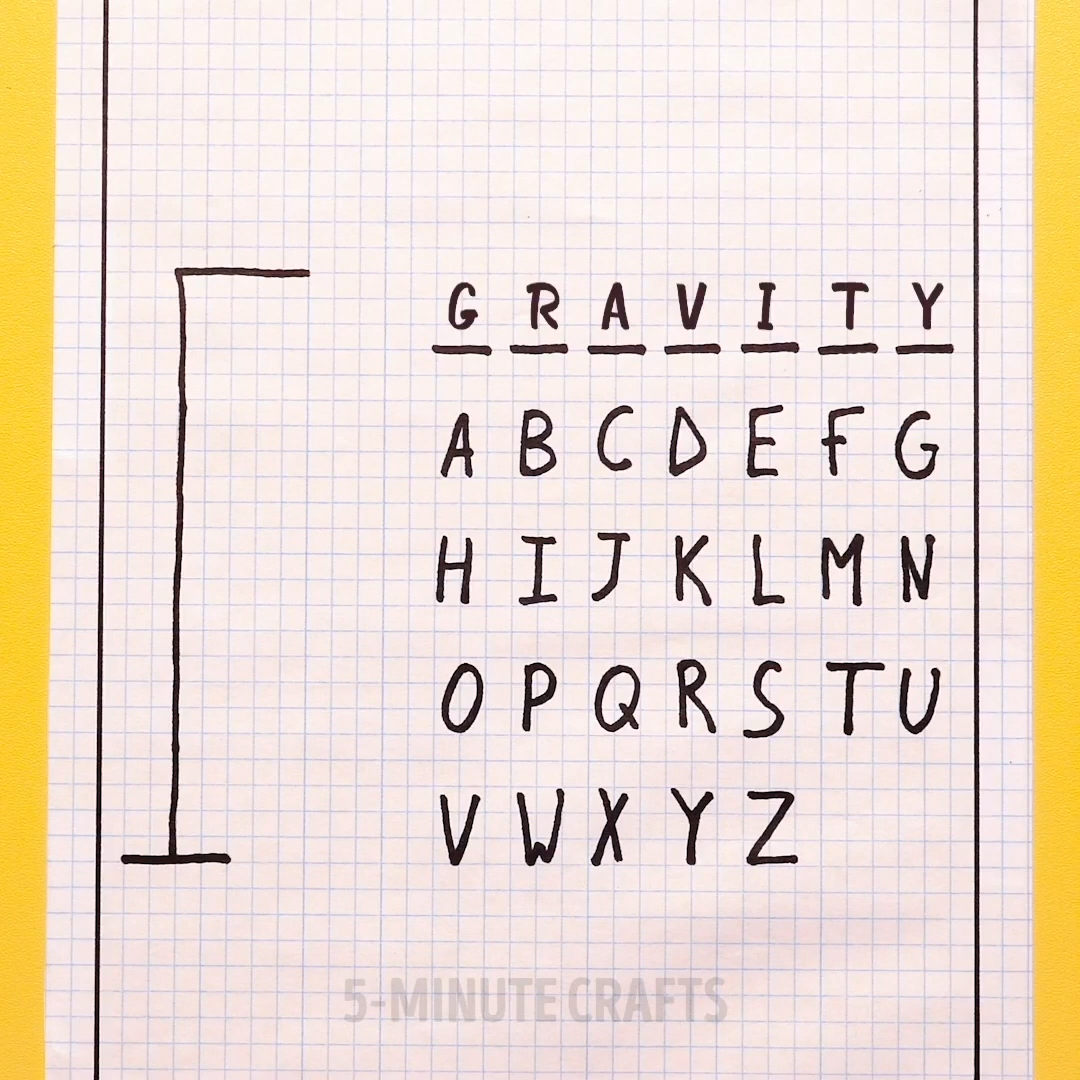 G R A V I T Y
A B C D E F G
H I J K L M N
O P Q R S T U
V W X Y Z
5-MINUTE CRAFTS